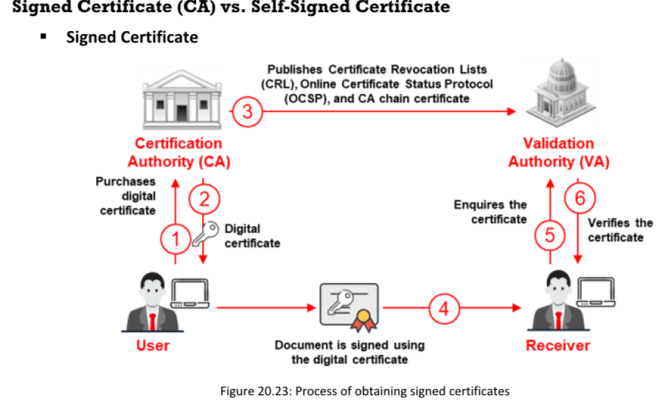 Signed Certificate (CA) vs. Self-Signed Certificate
▪ Signed Certificate
Publishes Certificate Revocation Lists
(CRL), Online Certificate Status Protocol
(OCSP), and CA chain certificate
3
Certification
Authority (CA)
Validation
Authority (VA)
Purchases
digital
certificate
1
2
Digital
certificate
Enquires the
certificate
5
6
Verifies the
certificate
4
User
Document is signed using
the digital certificate
Receiver
Figure 20.23: Process of obtaining signed certificates